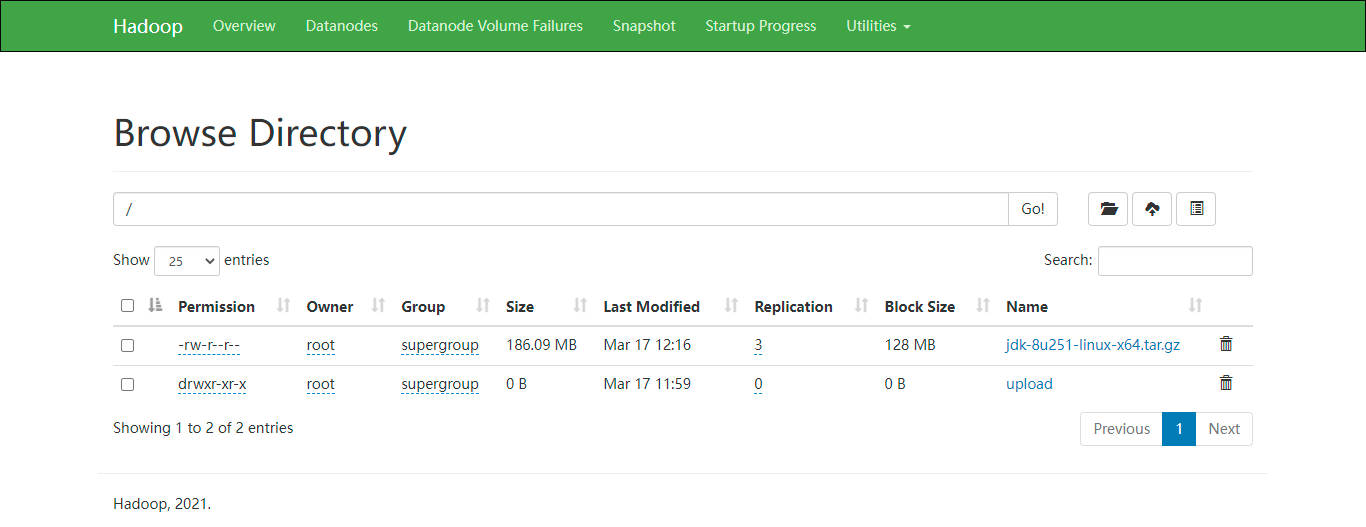 Hadoop Overview Datanodes Datanode Volume Failures Snapshot Startup Progress Utilities
Browse Directory
/ Go!
Show 25 entries Search:
Permission Owner Group Size Last Modified Replication Block Size Name
-rw-r--r-- root supergroup 186.09 MB Mar 17 12:16 3 128 MB jdk-8u251-linux-x64.tar.gz
drwxr-xr-x root supergroup 0 B Mar 17 11:59 0 0 B upload
Showing 1 to 2 of 2 entries Previous 1 Next
Hadoop, 2021.